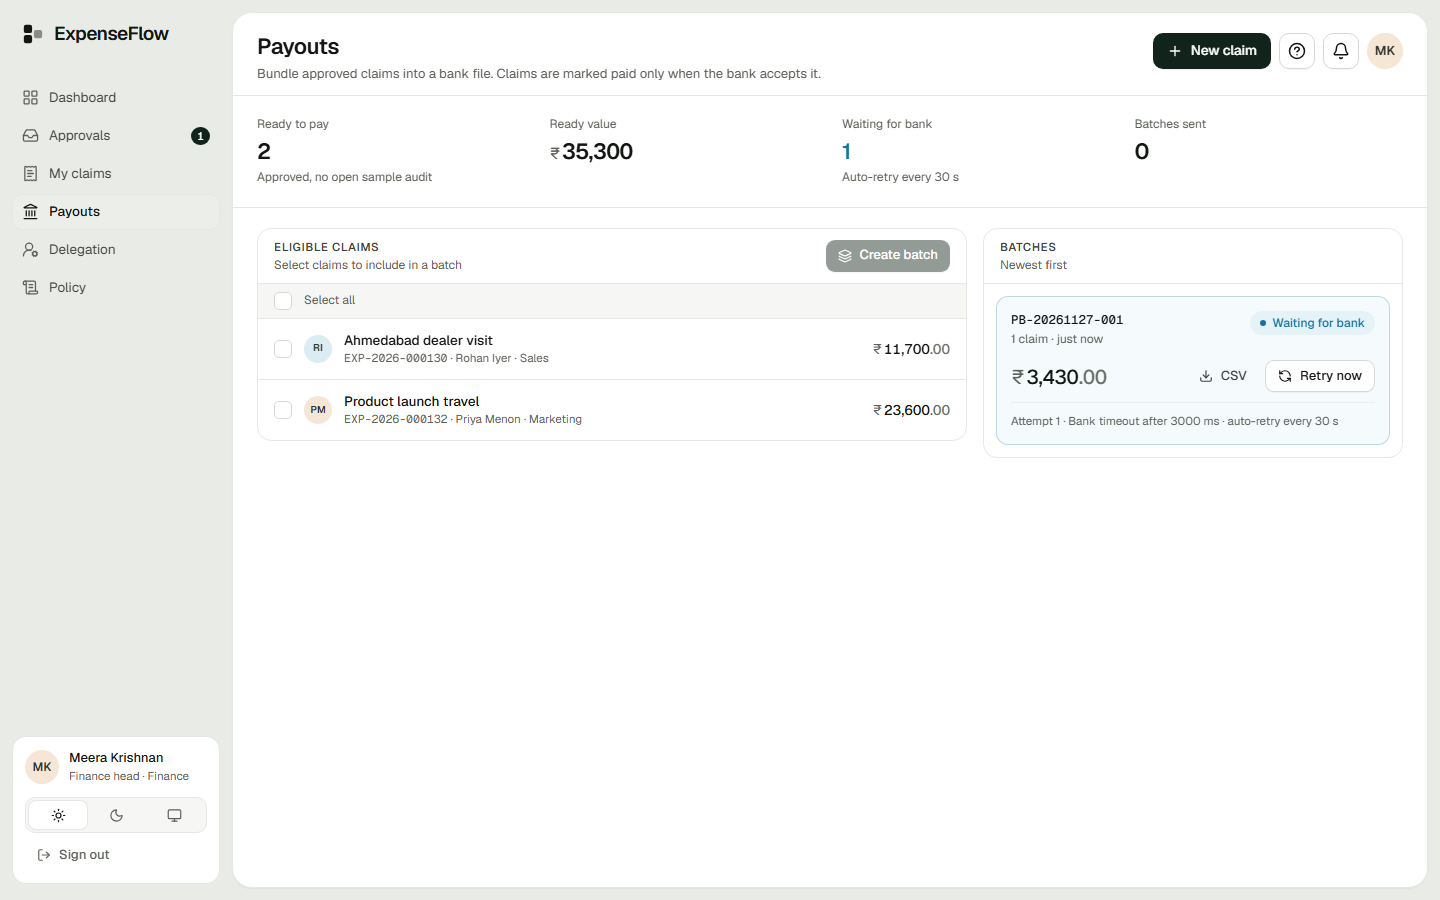 ExpenseFlow
Dashboard
Approvals 1
My claims
Payouts
Delegation
Policy
MK Meera Krishnan
Finance head · Finance
Sign out
Payouts
Bundle approved claims into a bank file. Claims are marked paid only when the bank accepts it.
New claim
MK
Ready to pay
2
Approved, no open sample audit
Ready value
₹35,300
Waiting for bank
1
Auto-retry every 30 s
Batches sent
0
ELIGIBLE CLAIMS
Select claims to include in a batch
Create batch
Select all
RI Ahmedabad dealer visit
EXP-2026-000130 · Rohan Iyer · Sales
₹11,700.00
PM Product launch travel
EXP-2026-000132 · Priya Menon · Marketing
₹23,600.00
BATCHES
Newest first
PB-20261127-001
1 claim · just now
Waiting for bank
₹3,430.00
CSV
Retry now
Attempt 1 · Bank timeout after 3000 ms · auto-retry every 30 s